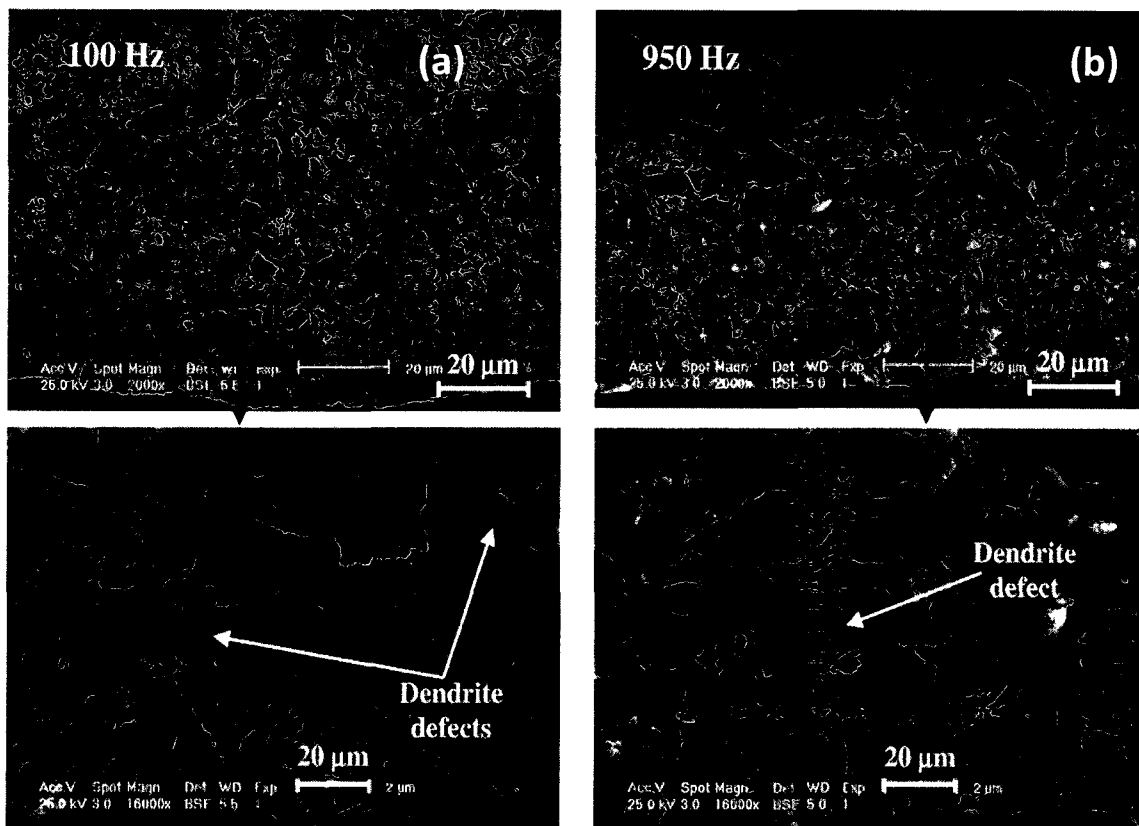 100 Hz
(a)
Acc.V Spot Magn Det WD Exp 20 µm
25.0 kV 3.0 2000x BSE 5.6 1
20 µm
950 Hz
(b)
Acc.V Spot Magn Det WD Exp 20 µm
25.0 kV 3.0 2000x BSE 5.0 1
20 µm
Dendrite
defects
20 µm
Acc.V Spot Magn Det WD Exp 2 µm
25.0 kV 3.0 16000x BSE 5.5 1
Dendrite
defect
20 µm
Acc.V Spot Magn Det WD Exp 2 µm
25.0 kV 3.0 16000x BSE 5.0 1